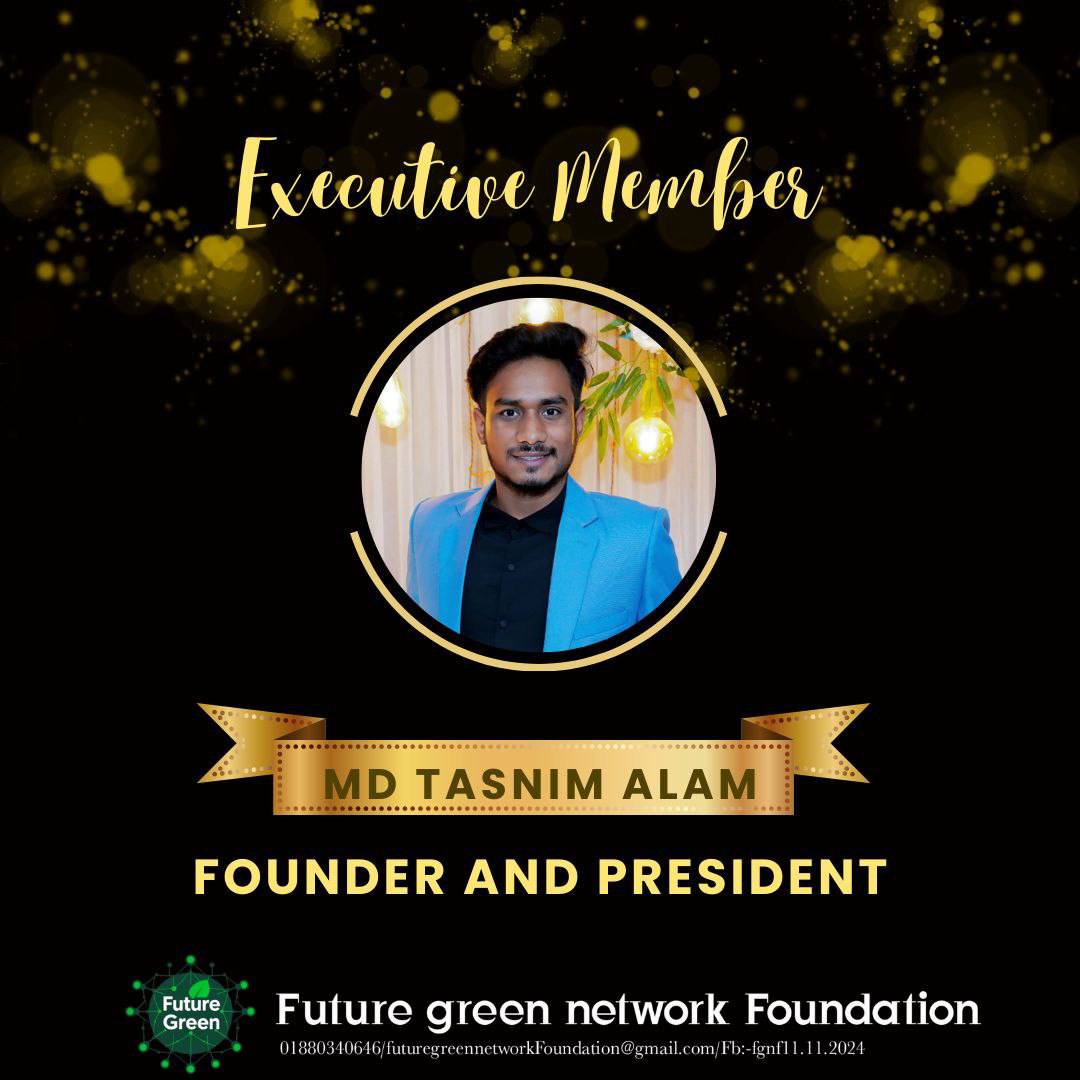 Executive Member
MD TASNIM ALAM
FOUNDER AND PRESIDENT
Future
Green
Future green network Foundation
01880340646/futuregreennetworkFoundation@gmail.com/Fb:-fgnf11.11.2024